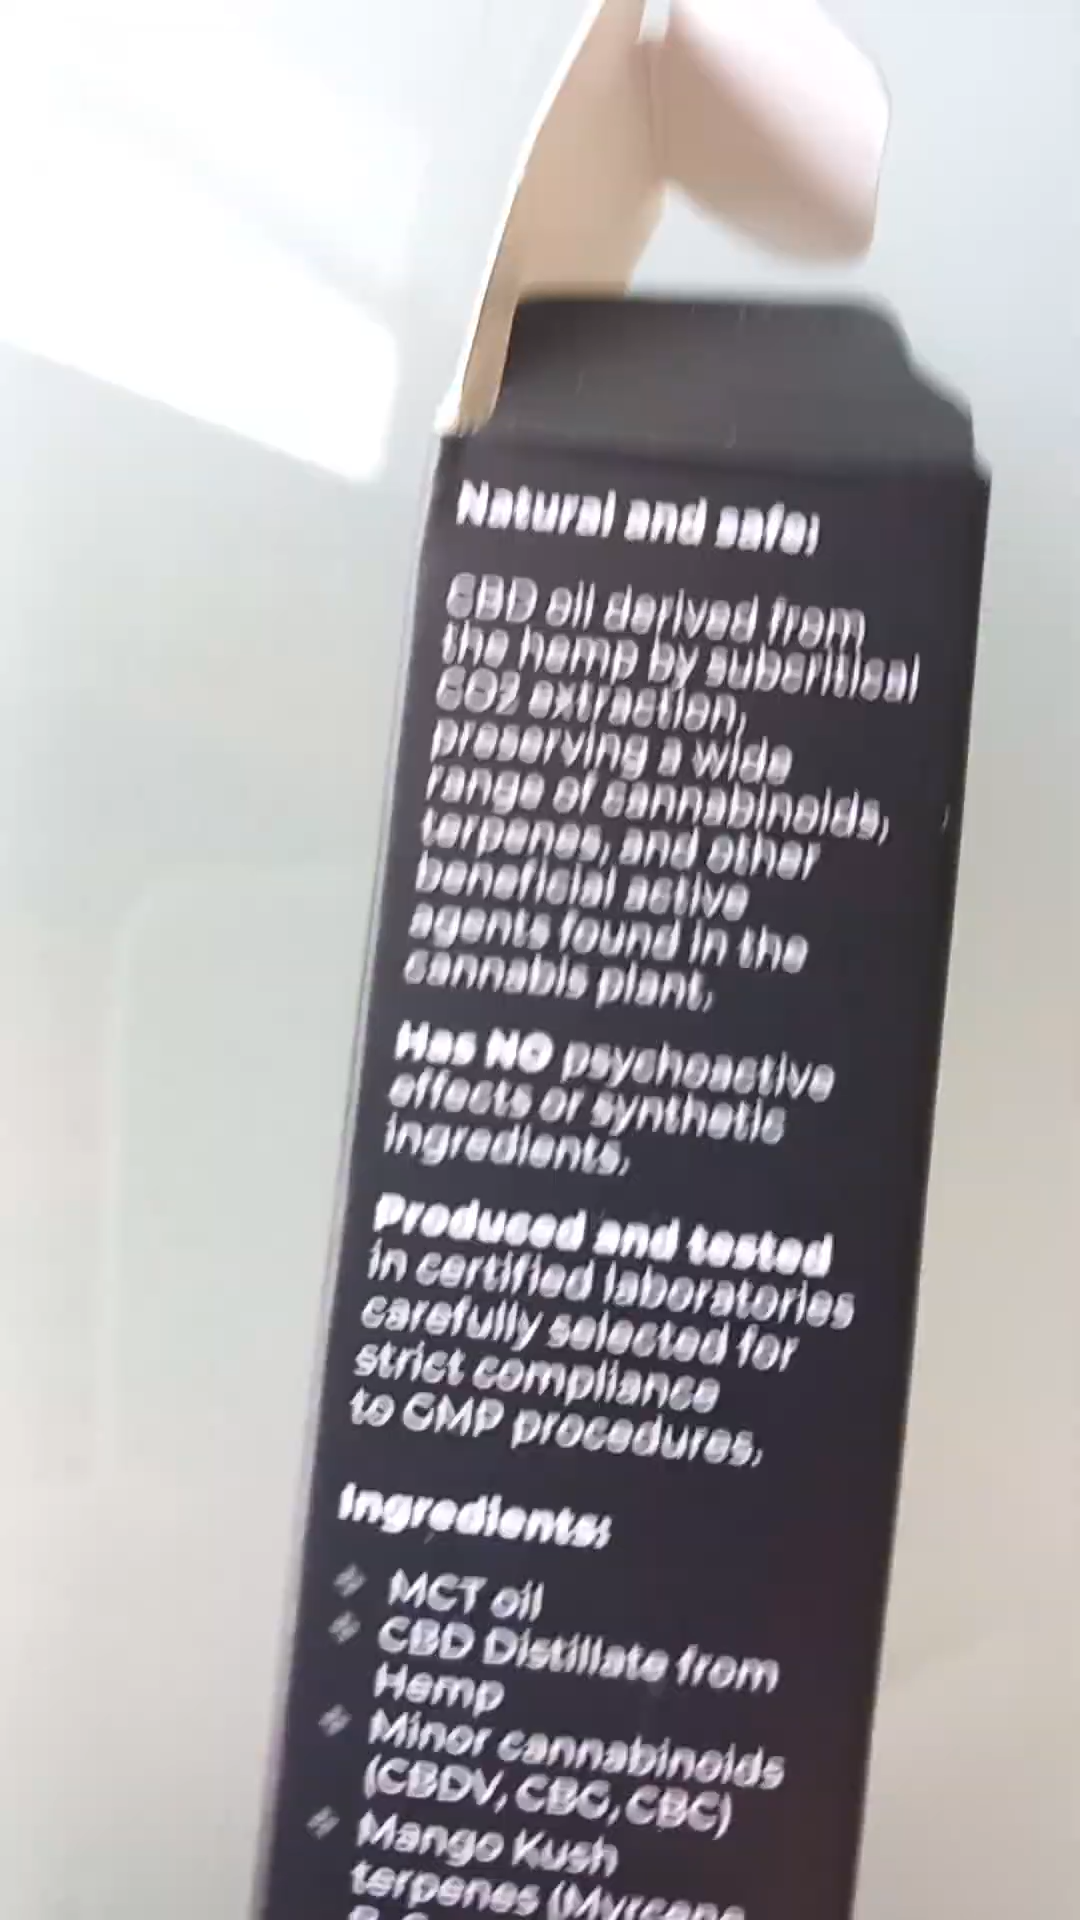 Natural and safe:
CBD oil derived from
the hemp by subcritical
CO2 extraction,
preserving a wide
range of cannabinoids,
terpenes, and other
beneficial active
agents found in the
cannabis plant.
Has NO psychoactive
effects or synthetic
ingredients.
Produced and tested
in certified laboratories
carefully selected for
strict compliance
to GMP procedures.
Ingredients:
MCT oil
CBD Distillate from
Hemp
Minor cannabinoids
(CBDV, CBG, CBC)
Mango Kush
terpenes (Myrcene